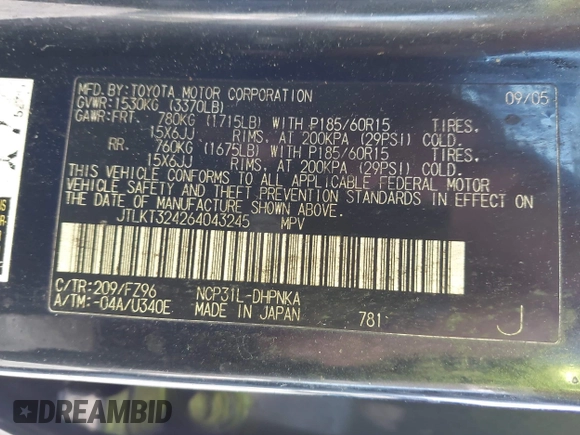 MFD.BY:TOYOTA MOTOR CORPORATION 09/05
GVWR:1530KG (3370LB)
GAWR:FRT. 780KG (1715LB) WITH P185/60R15 TIRES.
15X6JJ RIMS, AT 200KPA (29PSI) COLD.
RR. 760KG (1675LB) WITH P185/60R15 TIRES.
15X6JJ RIMS, AT 200KPA (29PSI) COLD.
THIS VEHICLE CONFORMS TO ALL APPLICABLE FEDERAL MOTOR
VEHICLE SAFETY AND THEFT PREVENTION STANDARDS IN EFFECT ON
THE DATE OF MANUFACTURE SHOWN ABOVE.
JTLKT324264043245 MPV
C/TR:209/FZ96 NCP31L-DHPNKA
A/TM:-04A/U340E MADE IN JAPAN 781 J
DREAMBID